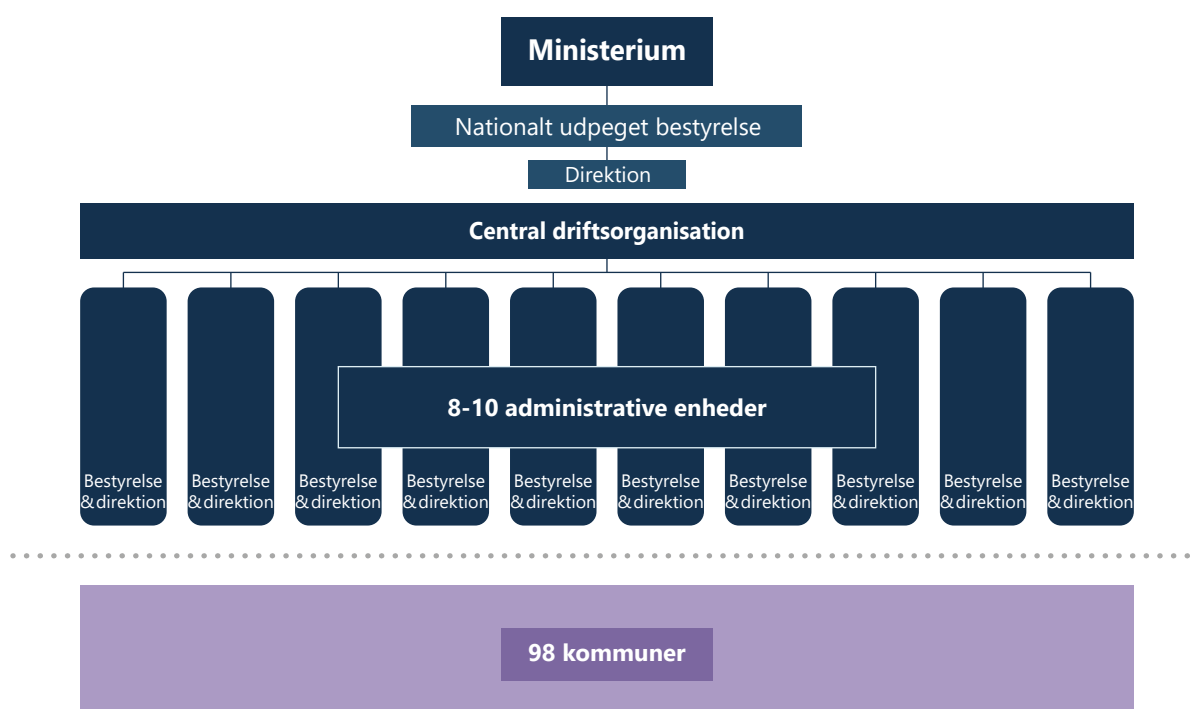 Ministerium
Nationalt udpeget bestyrelse
Direktion
Central driftsorganisation
8-10 administrative enheder
Bestyrelse
& direktion
Bestyrelse
& direktion
Bestyrelse
& direktion
Bestyrelse
& direktion
Bestyrelse
& direktion
Bestyrelse
& direktion
Bestyrelse
& direktion
Bestyrelse
& direktion
Bestyrelse
& direktion
Bestyrelse
& direktion
98 kommuner